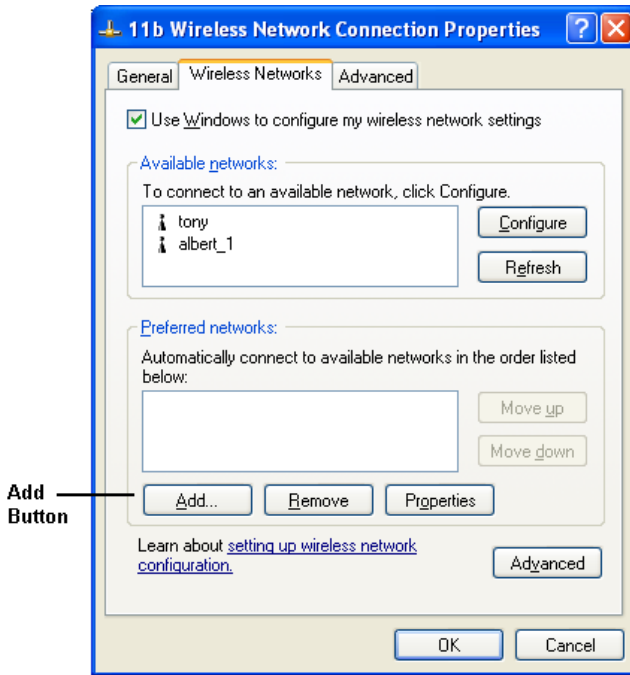 11b Wireless Network Connection Properties
General Wireless Networks Advanced
Use Windows to configure my wireless network settings
Available networks:
To connect to an available network, click Configure.
tony
albert_1
Configure
Refresh
Preferred networks:
Automatically connect to available networks in the order listed
below:
Move up
Move down
Add
Button
Add...
Remove
Properties
Learn about setting up wireless network
configuration.
Advanced
OK
Cancel